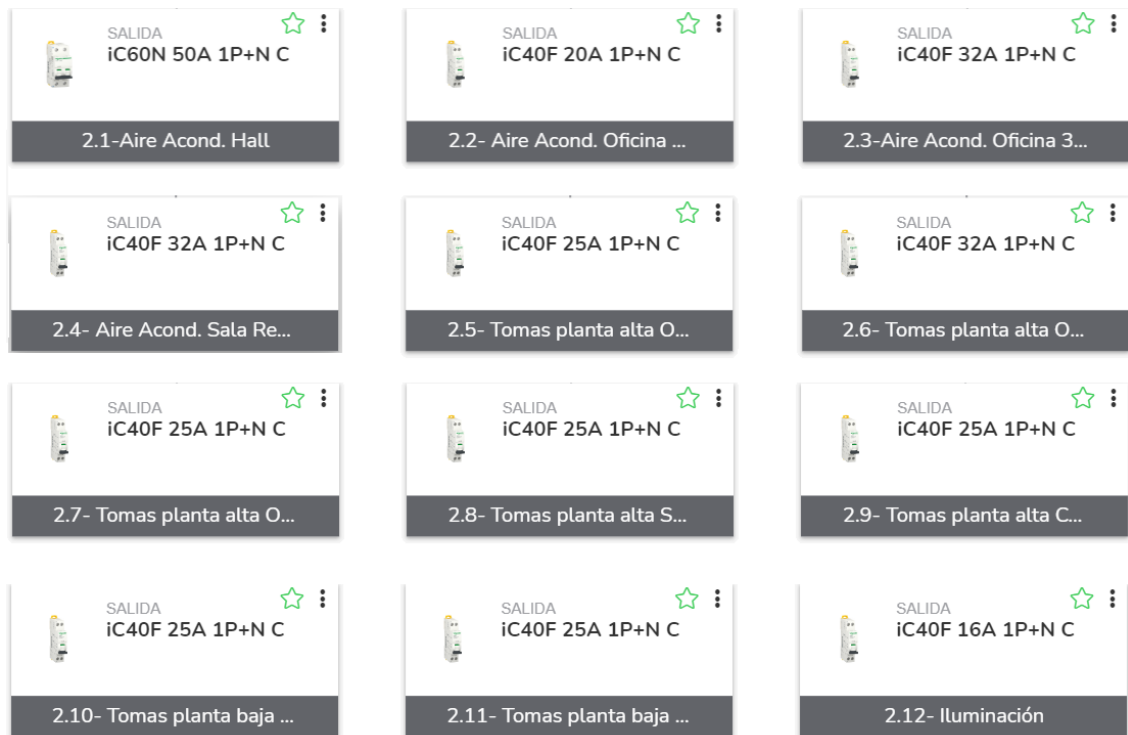 SALIDA
iC60N 50A 1P+N C
2.1-Aire Acond. Hall
SALIDA
iC40F 20A 1P+N C
2.2- Aire Acond. Oficina ...
SALIDA
iC40F 32A 1P+N C
2.3-Aire Acond. Oficina 3...
SALIDA
iC40F 32A 1P+N C
2.4- Aire Acond. Sala Re...
SALIDA
iC40F 25A 1P+N C
2.5- Tomas planta alta O...
SALIDA
iC40F 32A 1P+N C
2.6- Tomas planta alta O...
SALIDA
iC40F 25A 1P+N C
2.7- Tomas planta alta O...
SALIDA
iC40F 25A 1P+N C
2.8- Tomas planta alta S...
SALIDA
iC40F 25A 1P+N C
2.9- Tomas planta alta C...
SALIDA
iC40F 25A 1P+N C
2.10- Tomas planta baja ...
SALIDA
iC40F 25A 1P+N C
2.11- Tomas planta baja ...
SALIDA
iC40F 16A 1P+N C
2.12- Iluminación